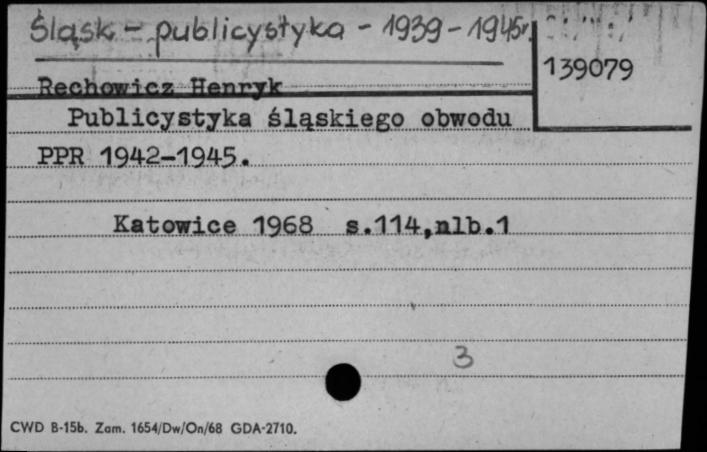 Śląsk - publicystyka - 1939-1945r.
139079
Rechowicz Henryk
Publicystyka śląskiego obwodu
PPR 1942-1945.
Katowice 1968 s.114,nlb.1
3
CWD B-15b. Zam. 1654/Dw/On/68 GDA-2710.